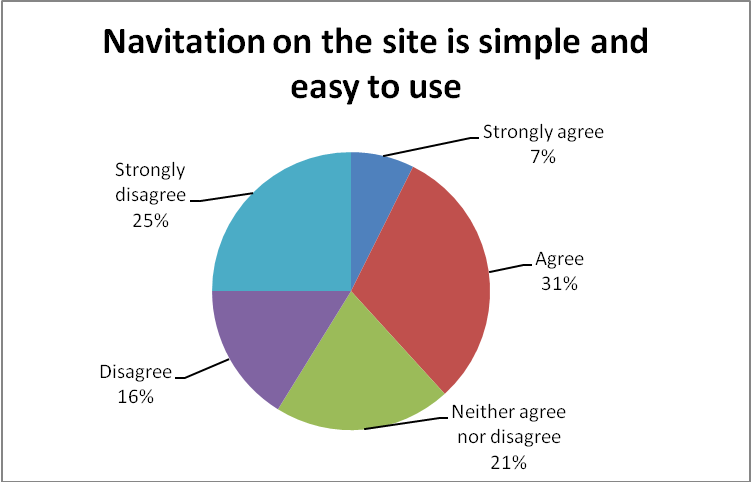 Navitation on the site is simple and
easy to use
Strongly agree
7%
Agree
31%
Neither agree
nor disagree
21%
Disagree
16%
Strongly
disagree
25%